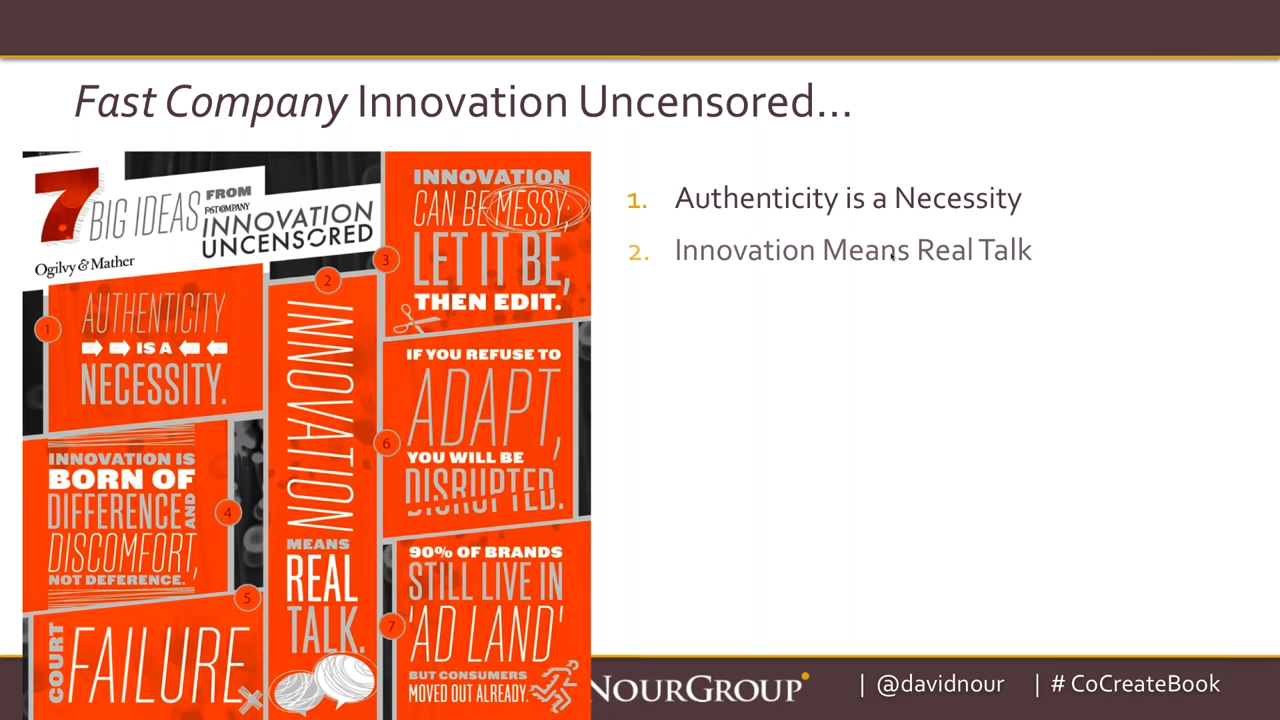 Fast Company Innovation Uncensored...
7
BIG IDEAS
FROM
FAST COMPANY
INNOVATION
UNCENSORED
Ogilvy & Mather
1
AUTHENTICITY
IS A
NECESSITY.
2
INNOVATION
MEANS
REAL
TALK.
3
INNOVATION
CAN BE MESSY;
LET IT BE,
THEN EDIT.
4
INNOVATION IS
BORN OF
DIFFERENCE AND
DISCOMFORT,
NOT DEFERENCE.
5
COURT
FAILURE
6
IF YOU REFUSE TO
ADAPT,
YOU WILL BE
DISRUPTED.
7
90% OF BRANDS
STILL LIVE IN
'AD LAND'
BUT CONSUMERS
MOVED OUT ALREADY.
1. Authenticity is a Necessity
2. Innovation Means Real Talk
NOURGROUP
| @davidnour | # CoCreateBook